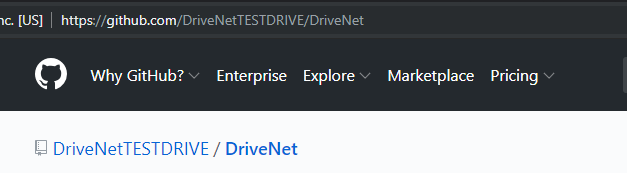 nc. [US] https://github.com/DriveNetTESTDRIVE/DriveNet
Why GitHub? Enterprise Explore Marketplace Pricing
DriveNetTESTDRIVE / DriveNet